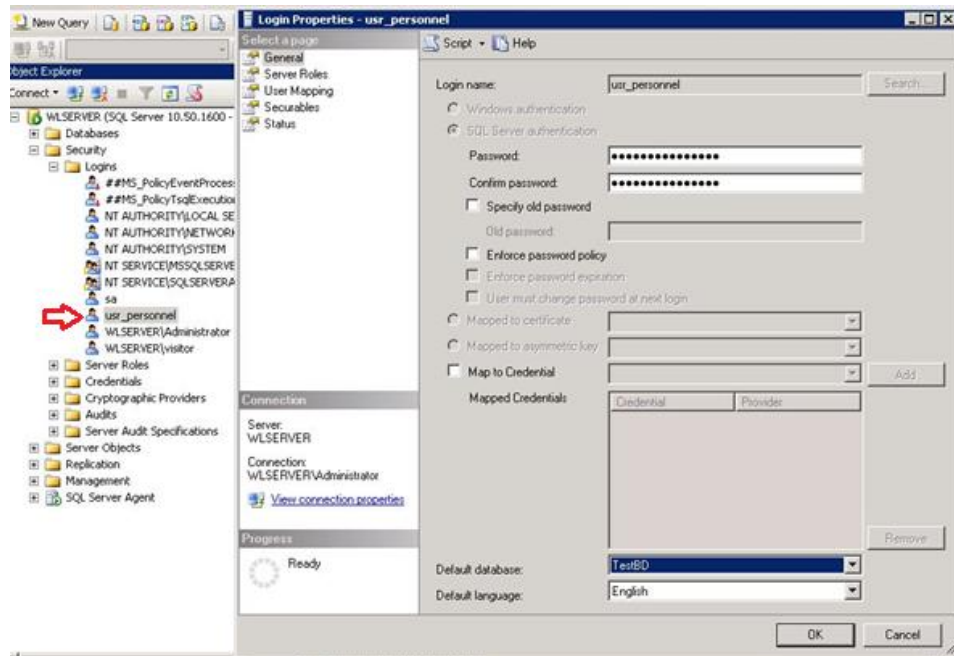 New Query
Object Explorer
Connect
WLSERVER (SQL Server 10.50.1600 -
Databases
Security
Logins
##MS_PolicyEventProces
##MS_PolicyTsqlExecution
NT AUTHORITY\LOCAL SE
NT AUTHORITY\NETWORK
NT AUTHORITY\SYSTEM
NT SERVICE\MSSQLSERVE
NT SERVICE\SQLSERVERA
sa
usr_personnel
WLSERVER\Administrator
WLSERVER\visitor
Server Roles
Credentials
Cryptographic Providers
Audits
Server Audit Specifications
Server Objects
Replication
Management
SQL Server Agent
Login Properties - usr_personnel
Select a page
General
Server Roles
User Mapping
Securables
Status
Connection
Server:
WLSERVER
Connection:
WLSERVER\Administrator
View connection properties
Progress
Ready
Script Help
Login name: usr_personnel Search...
Windows authentication
SQL Server authentication
Password: •••••••••••••••
Confirm password: •••••••••••••••
Specify old password
Old password:
Enforce password policy
Enforce password expiration
User must change password at next login
Mapped to certificate
Mapped to asymmetric key
Map to Credential Add
Mapped Credentials Credential Provider
Remove
Default database: TestBD
Default language: English
OK Cancel